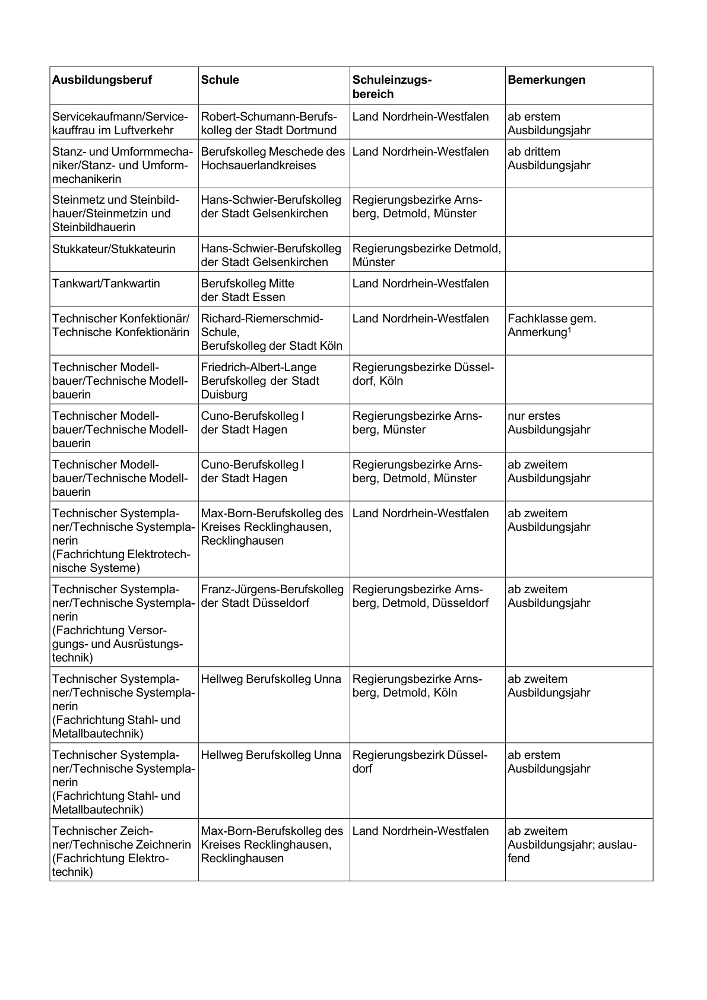 Ausbildungsberuf
Schule
Schuleinzugs-
bereich
Bemerkungen
Servicekaufmann/Service-
kauffrau im Luftverkehr
Robert-Schumann-Berufs-
kolleg der Stadt Dortmund
Land Nordrhein-Westfalen
ab erstem
Ausbildungsjahr
Stanz- und Umformmecha-
niker/Stanz- und Umform-
mechanikerin
Berufskolleg Meschede des
Hochsauerlandkreises
Land Nordrhein-Westfalen
ab drittem
Ausbildungsjahr
Steinmetz und Steinbild-
hauer/Steinmetzin und
Steinbildhauerin
Hans-Schwier-Berufskolleg
der Stadt Gelsenkirchen
Regierungsbezirke Arns-
berg, Detmold, Münster
Stukkateur/Stukkateurin
Hans-Schwier-Berufskolleg
der Stadt Gelsenkirchen
Regierungsbezirke Detmold,
Münster
Tankwart/Tankwartin
Berufskolleg Mitte
der Stadt Essen
Land Nordrhein-Westfalen
Technischer Konfektionär/
Technische Konfektionärin
Richard-Riemerschmid-
Schule,
Berufskolleg der Stadt Köln
Land Nordrhein-Westfalen
Fachklasse gem.
Anmerkung¹
Technischer Modell-
bauer/Technische Modell-
bauerin
Friedrich-Albert-Lange
Berufskolleg der Stadt
Duisburg
Regierungsbezirke Düssel-
dorf, Köln
Technischer Modell-
bauer/Technische Modell-
bauerin
Cuno-Berufskolleg I
der Stadt Hagen
Regierungsbezirke Arns-
berg, Münster
nur erstes
Ausbildungsjahr
Technischer Modell-
bauer/Technische Modell-
bauerin
Cuno-Berufskolleg I
der Stadt Hagen
Regierungsbezirke Arns-
berg, Detmold, Münster
ab zweitem
Ausbildungsjahr
Technischer Systempla-
ner/Technische Systempla-
nerin
(Fachrichtung Elektrotech-
nische Systeme)
Max-Born-Berufskolleg des
Kreises Recklinghausen,
Recklinghausen
Land Nordrhein-Westfalen
ab zweitem
Ausbildungsjahr
Technischer Systempla-
ner/Technische Systempla-
nerin
(Fachrichtung Versor-
gungs- und Ausrüstungs-
technik)
Franz-Jürgens-Berufskolleg
der Stadt Düsseldorf
Regierungsbezirke Arns-
berg, Detmold, Düsseldorf
ab zweitem
Ausbildungsjahr
Technischer Systempla-
ner/Technische Systempla-
nerin
(Fachrichtung Stahl- und
Metallbautechnik)
Hellweg Berufskolleg Unna
Regierungsbezirke Arns-
berg, Detmold, Köln
ab zweitem
Ausbildungsjahr
Technischer Systempla-
ner/Technische Systempla-
nerin
(Fachrichtung Stahl- und
Metallbautechnik)
Hellweg Berufskolleg Unna
Regierungsbezirk Düssel-
dorf
ab erstem
Ausbildungsjahr
Technischer Zeich-
ner/Technische Zeichnerin
(Fachrichtung Elektro-
technik)
Max-Born-Berufskolleg des
Kreises Recklinghausen,
Recklinghausen
Land Nordrhein-Westfalen
ab zweitem
Ausbildungsjahr; auslau-
fend